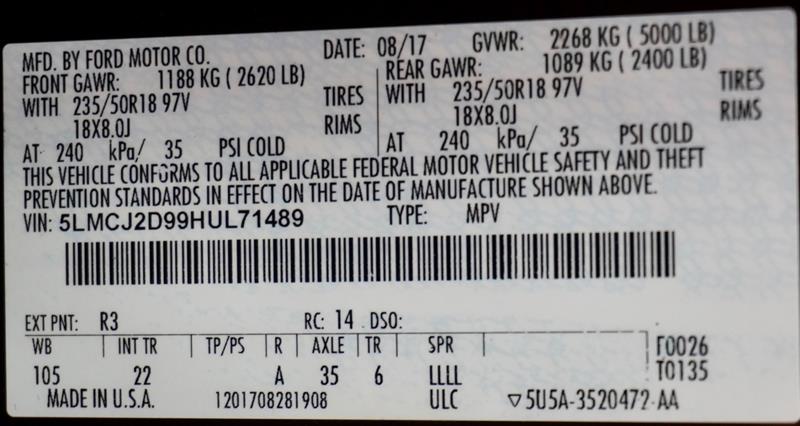 MFD. BY FORD MOTOR CO. DATE: 08/17 GVWR: 2268 KG ( 5000 LB)
FRONT GAWR: 1188 KG ( 2620 LB) REAR GAWR: 1089 KG ( 2400 LB)
WITH 235/50R18 97V TIRES WITH 235/50R18 97V TIRES
18X8.0J RIMS 18X8.0J RIMS
AT 240 kPa/ 35 PSI COLD AT 240 kPa/ 35 PSI COLD
THIS VEHICLE CONFORMS TO ALL APPLICABLE FEDERAL MOTOR VEHICLE SAFETY AND THEFT
PREVENTION STANDARDS IN EFFECT ON THE DATE OF MANUFACTURE SHOWN ABOVE.
VIN: 5LMCJ2D99HUL71489 TYPE: MPV
EXT PNT: R3 RC: 14 DSO:
WB | INT TR | TP/PS | R | AXLE | TR | SPR | F0026
105 22 A 35 6 LLLL T0135
MADE IN U.S.A. 1201708281908 ULC ▽5U5A-3520472-AA